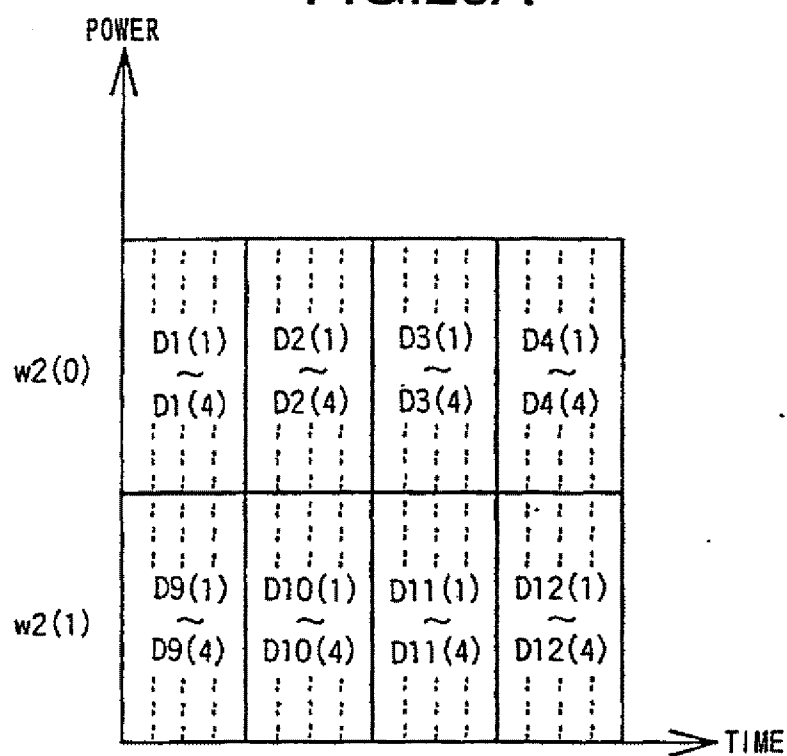 POWER
w2(0)
D1(1) D2(1) D3(1) D4(1)
~ ~ ~ ~
D1(4) D2(4) D3(4) D4(4)
w2(1)
D9(1) D10(1) D11(1) D12(1)
~ ~ ~ ~
D9(4) D10(4) D11(4) D12(4)
TIME